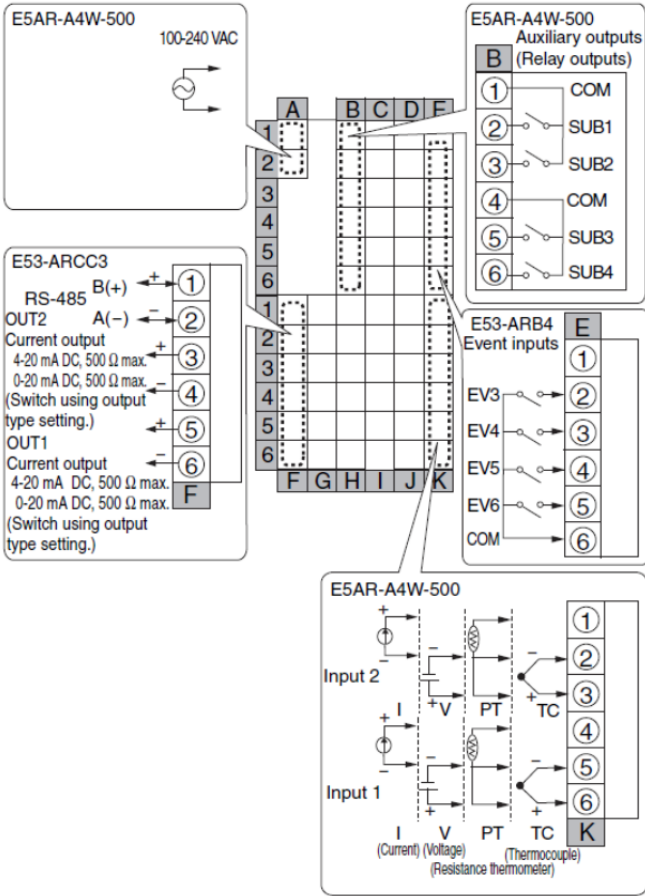 E5AR-A4W-500
100-240 VAC
E5AR-A4W-500
Auxiliary outputs
B (Relay outputs)
1 COM
2 SUB1
3 SUB2
4 COM
5 SUB3
6 SUB4
A B C D E
1
2
3
4
5
6
1
2
3
4
5
6
F G H I J K
E53-ARCC3
RS-485 B(+) + 1
A(−) − 2
OUT2
Current output
4-20 mA DC, 500 Ω max. + 3
0-20 mA DC, 500 Ω max. − 4
(Switch using output
type setting.) + 5
OUT1
Current output − 6
4-20 mA DC, 500 Ω max. F
0-20 mA DC, 500 Ω max.
(Switch using output
type setting.)
E53-ARB4 E
Event inputs
1
EV3 2
EV4 3
EV5 4
EV6 5
COM 6
E5AR-A4W-500
+ − − + −
Input 2
I V PT TC
+ − − + −
Input 1
I V PT TC
(Current) (Voltage)
(Thermocouple)
(Resistance thermometer)
1
2
3
4
5
6
K